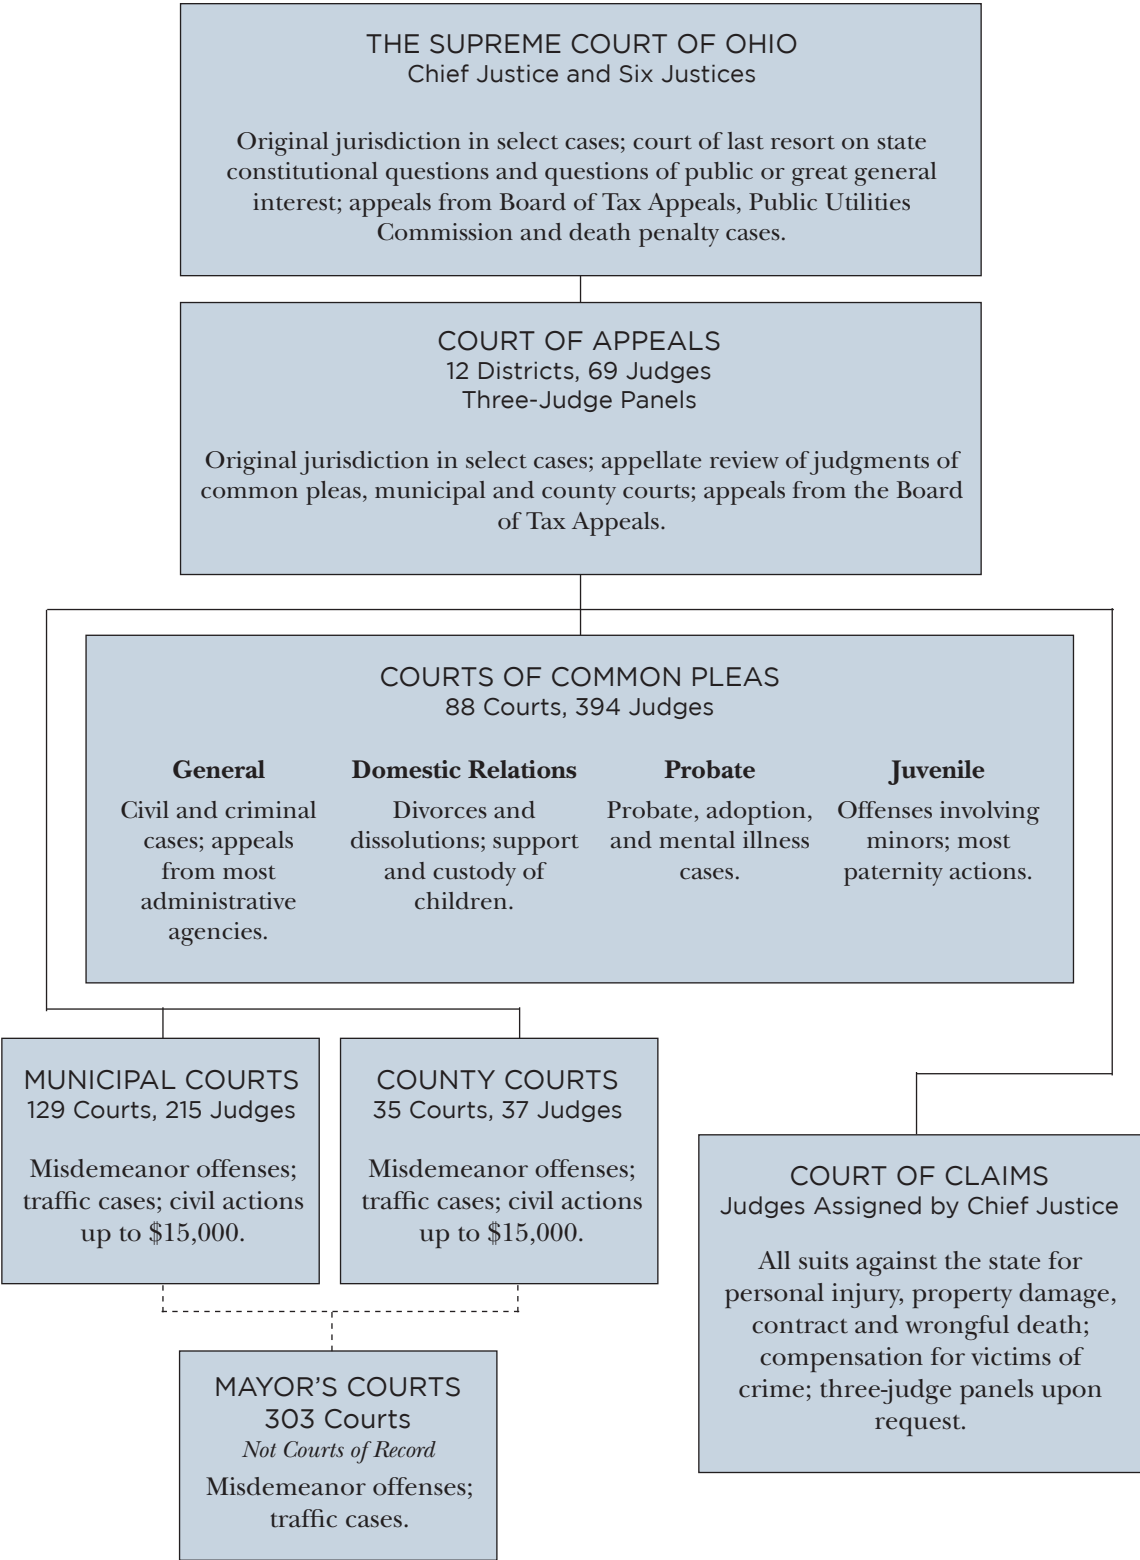 THE SUPREME COURT OF OHIO
Chief Justice and Six Justices
Original jurisdiction in select cases; court of last resort on state
constitutional questions and questions of public or great general
interest; appeals from Board of Tax Appeals, Public Utilities
Commission and death penalty cases.
COURT OF APPEALS
12 Districts, 69 Judges
Three-Judge Panels
Original jurisdiction in select cases; appellate review of judgments of
common pleas, municipal and county courts; appeals from the Board
of Tax Appeals.
COURTS OF COMMON PLEAS
88 Courts, 394 Judges
General
Civil and criminal
cases; appeals
from most
administrative
agencies.
Domestic Relations
Divorces and
dissolutions; support
and custody of
children.
Probate
Probate, adoption,
and mental illness
cases.
Juvenile
Offenses involving
minors; most
paternity actions.
MUNICIPAL COURTS
129 Courts, 215 Judges
Misdemeanor offenses;
traffic cases; civil actions
up to $15,000.
COUNTY COURTS
35 Courts, 37 Judges
Misdemeanor offenses;
traffic cases; civil actions
up to $15,000.
COURT OF CLAIMS
Judges Assigned by Chief Justice
All suits against the state for
personal injury, property damage,
contract and wrongful death;
compensation for victims of
crime; three-judge panels upon
request.
MAYOR’S COURTS
303 Courts
Not Courts of Record
Misdemeanor offenses;
traffic cases.